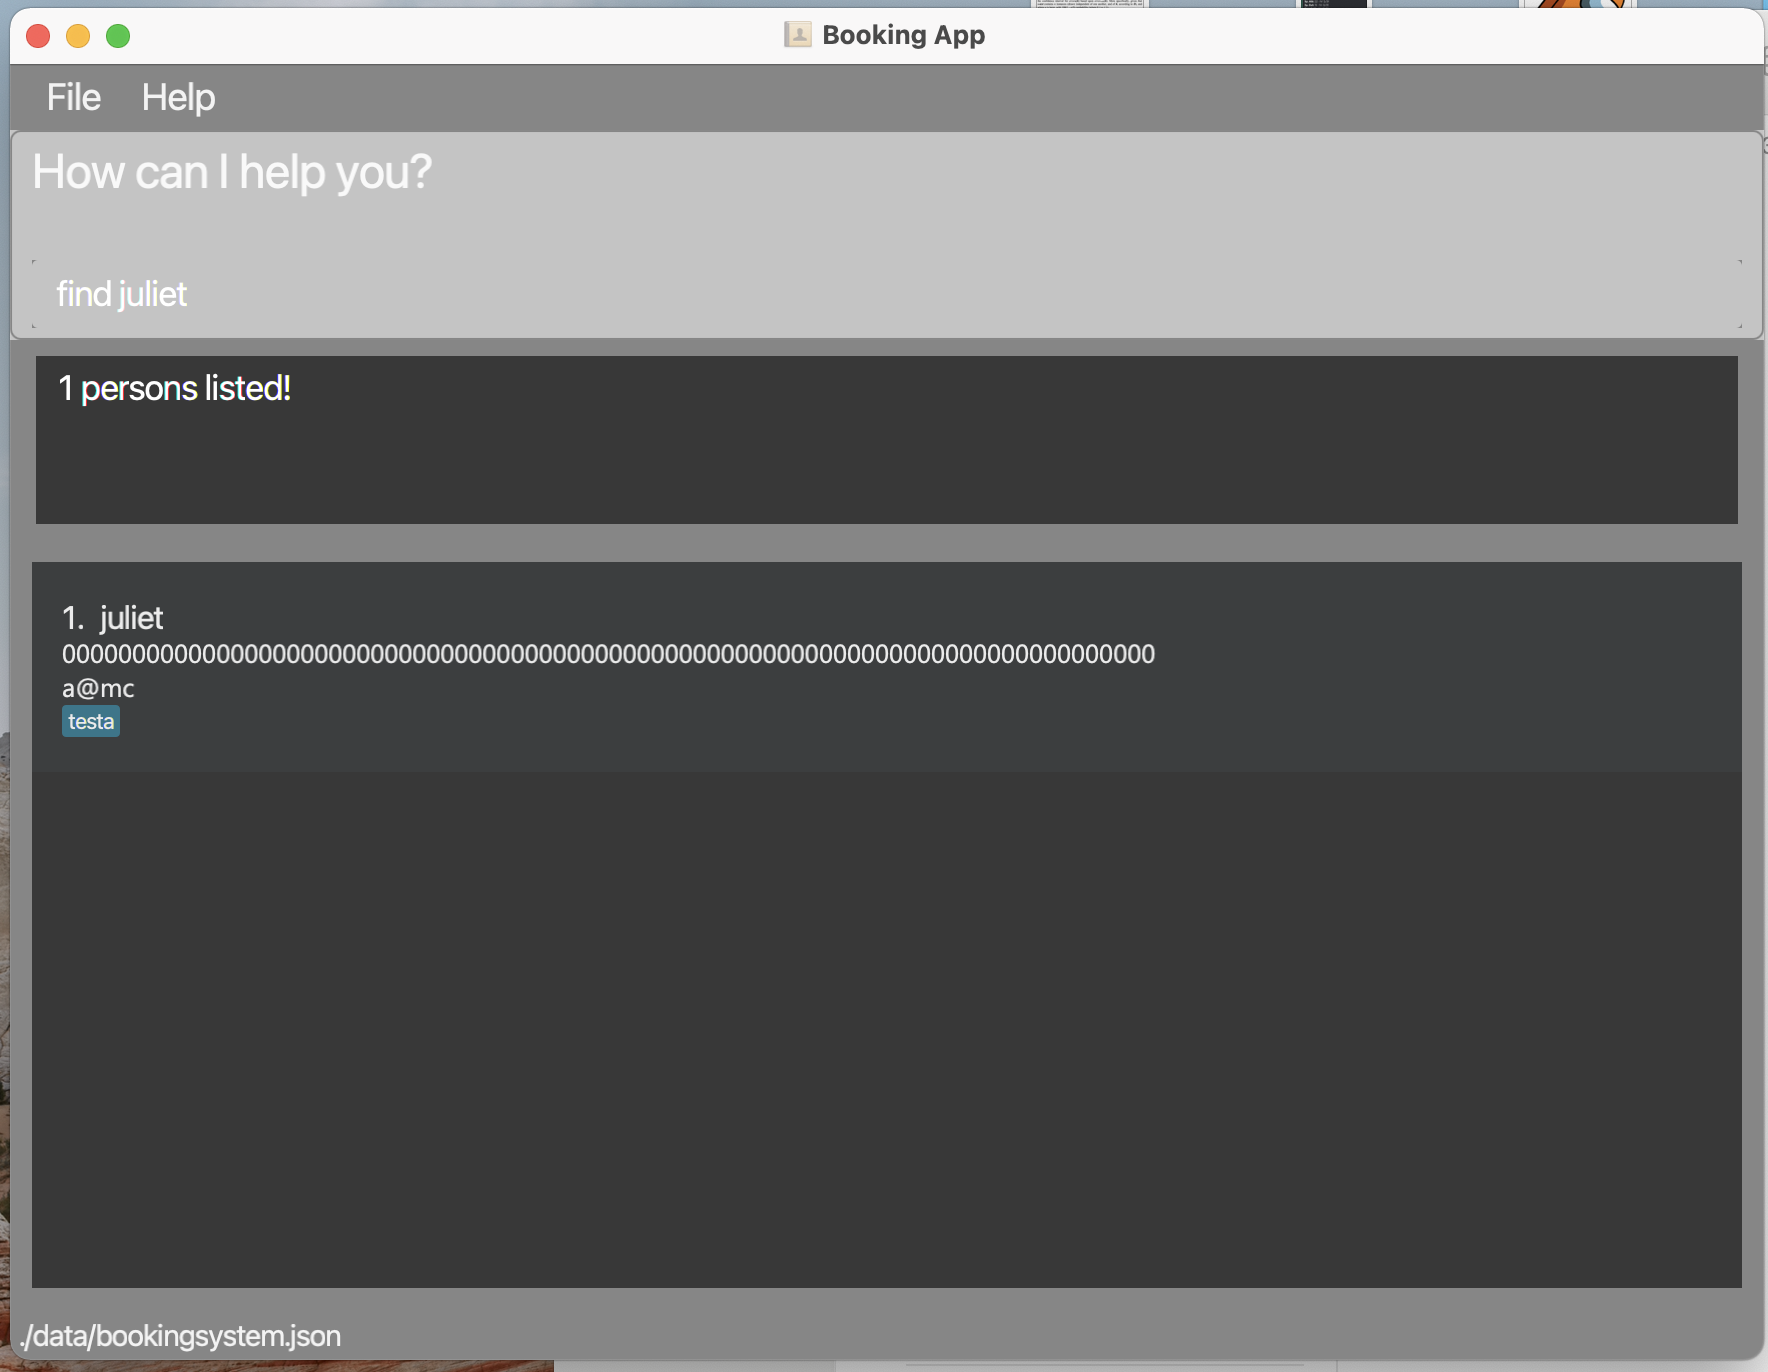 Booking App
File Help
How can I help you?
find juliet
1 persons listed!
1. juliet
000000000000000000000000000000000000000000000000000000000000000000000000000000
a@mc
testa
./data/bookingsystem.json